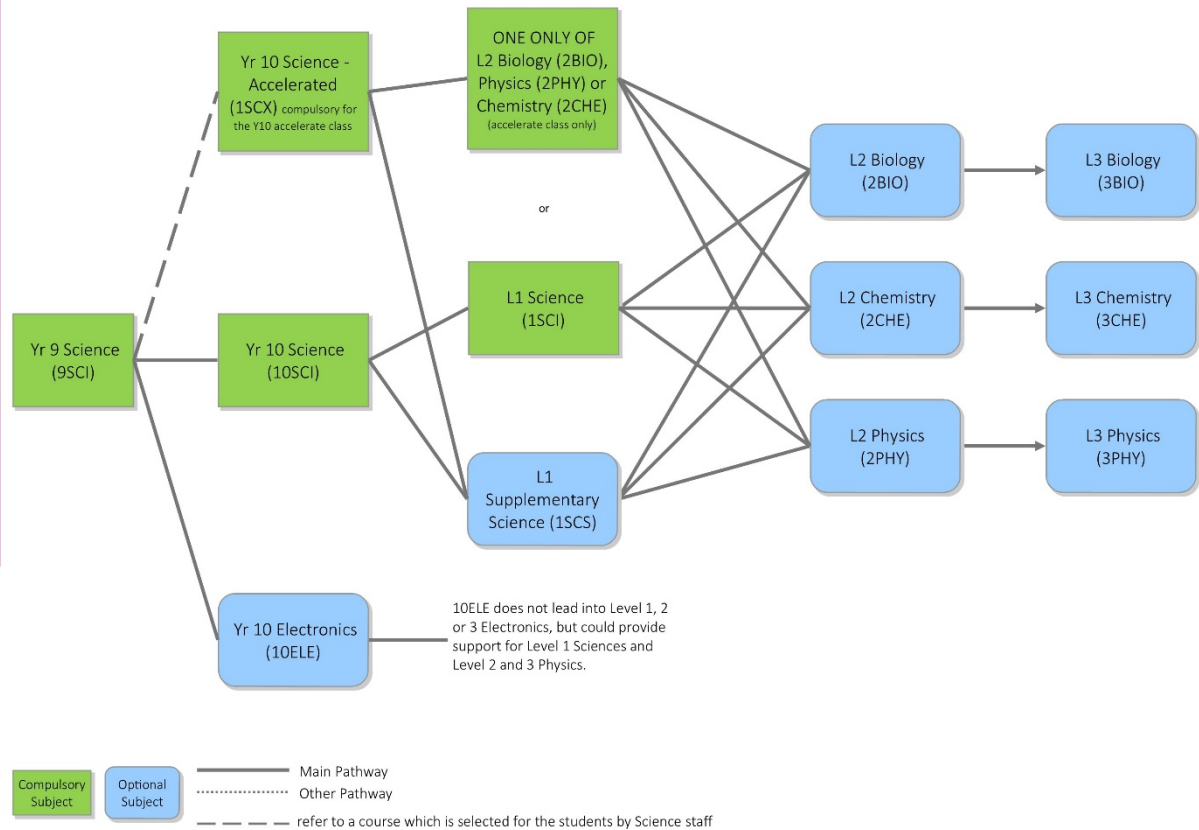 Yr 10 Science -
Accelerated
(1SCX) compulsory for
the Y10 accelerate class
ONE ONLY OF
L2 Biology (2BIO),
Physics (2PHY) or
Chemistry (2CHE)
(accelerate class only)
L2 Biology
(2BIO)
L3 Biology
(3BIO)
or
Yr 9 Science
(9SCI)
Yr 10 Science
(10SCI)
L1 Science
(1SCI)
L2 Chemistry
(2CHE)
L3 Chemistry
(3CHE)
L1
Supplementary
Science (1SCS)
L2 Physics
(2PHY)
L3 Physics
(3PHY)
Yr 10 Electronics
(10ELE)
10ELE does not lead into Level 1, 2
or 3 Electronics, but could provide
support for Level 1 Sciences and
Level 2 and 3 Physics.
Compulsory
Subject
Optional
Subject
Main Pathway
Other Pathway
refer to a course which is selected for the students by Science staff